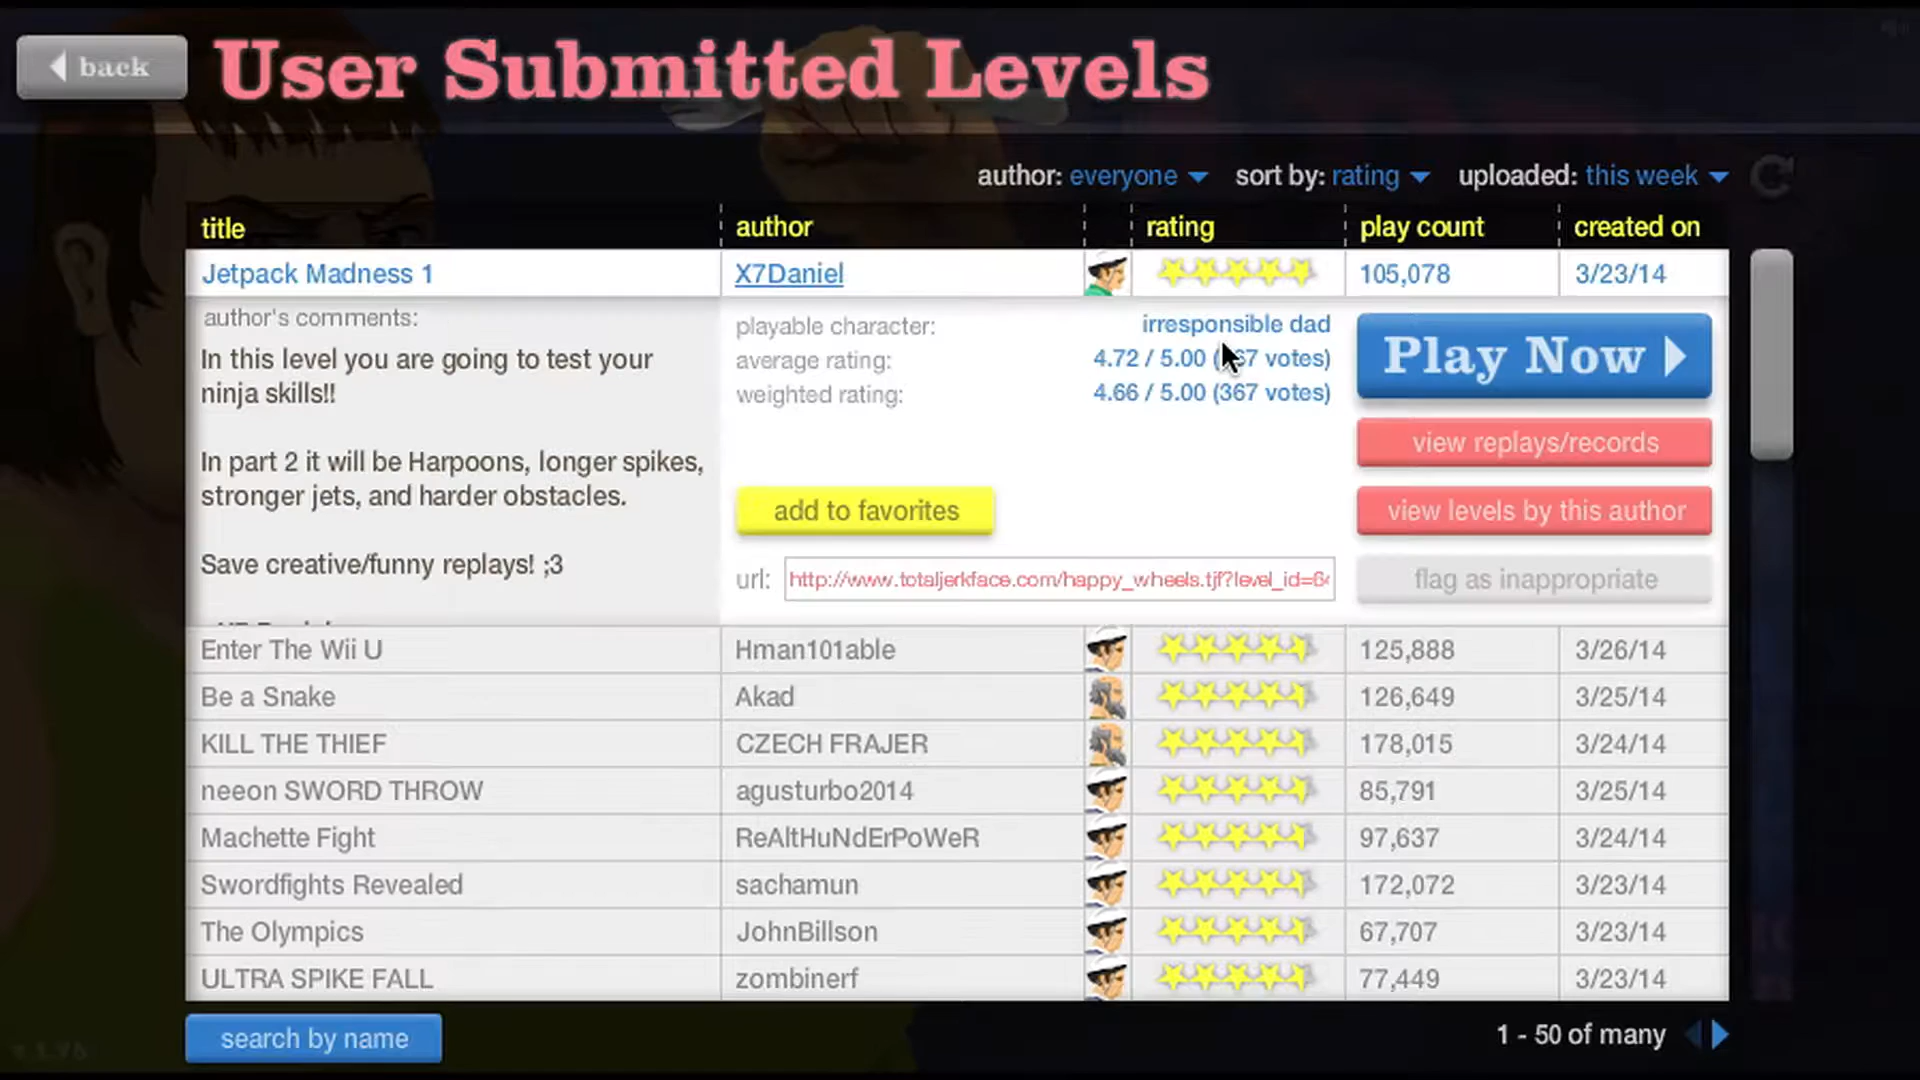 back
User Submitted Levels
author: everyone sort by: rating uploaded: this week
title author rating play count created on
Jetpack Madness 1 X7Daniel 105,078 3/23/14
author's comments:
In this level you are going to test your
ninja skills!!
In part 2 it will be Harpoons, longer spikes,
stronger jets, and harder obstacles.
Save creative/funny replays! ;3
playable character: irresponsible dad
average rating: 4.72 / 5.00 votes)
weighted rating: 4.66 / 5.00 (367 votes)
add to favorites
url: http://www.totaljerkface.com/happy_wheels.tjf?level_id=6
Play Now
view replays/records
view levels by this author
flag as inappropriate
Enter The Wii U Hman101able 125,888 3/26/14
Be a Snake Akad 126,649 3/25/14
KILL THE THIEF CZECH FRAJER 178,015 3/24/14
neeon SWORD THROW agusturbo2014 85,791 3/25/14
Machette Fight ReAltHuNdErPoWeR 97,637 3/24/14
Swordfights Revealed sachamun 172,072 3/23/14
The Olympics JohnBillson 67,707 3/23/14
ULTRA SPIKE FALL zombinerf 77,449 3/23/14
search by name
1 - 50 of many